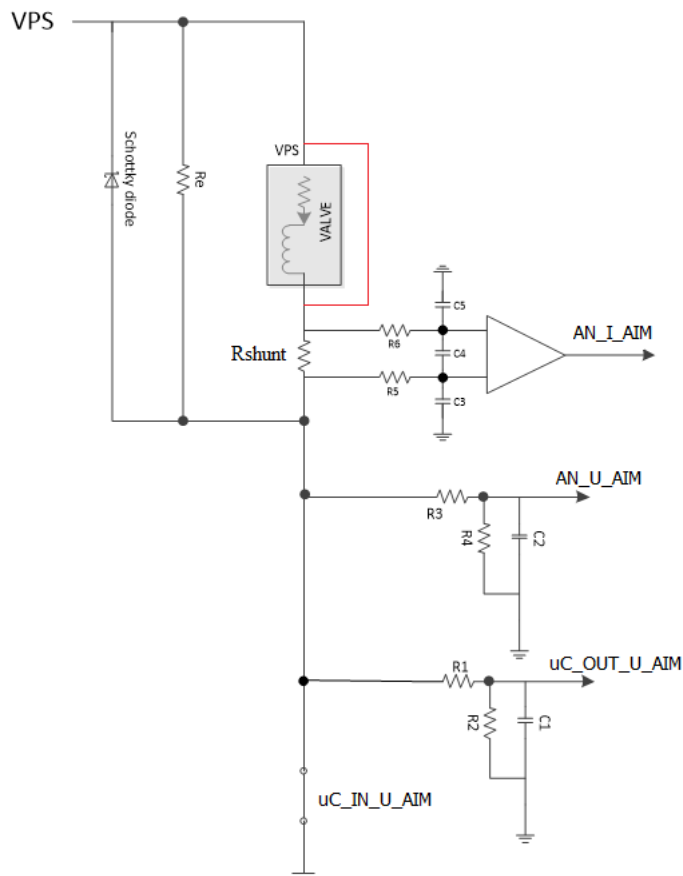 VPS
Schottky diode
Re
VPS
VALVE
C5
R6
C4
AN_I_AIM
Rshunt
R5
C3
AN_U_AIM
R3
R4
C2
R1
uC_OUT_U_AIM
R2
C1
uC_IN_U_AIM